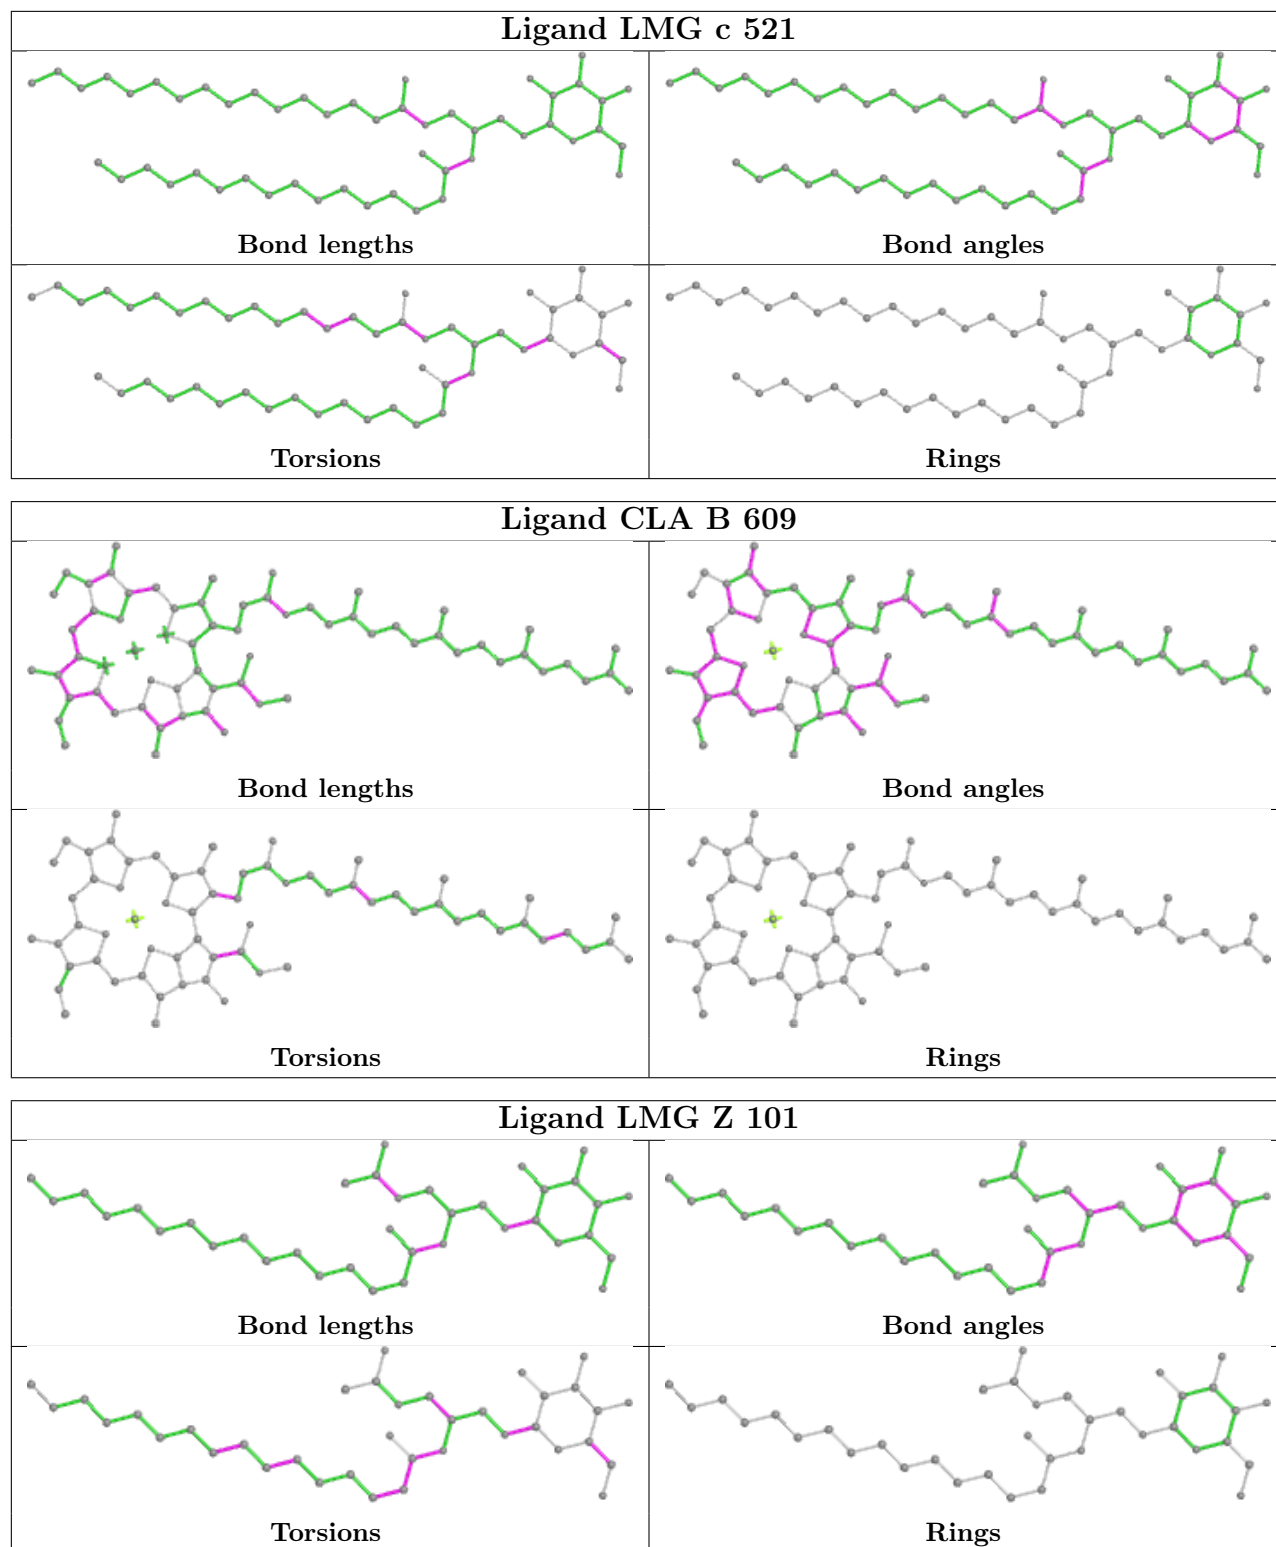 Ligand LMG c 521
Bond lengths
Bond angles
Torsions
Rings
Ligand CLA B 609
Bond lengths
Bond angles
Torsions
Rings
Ligand LMG Z 101
Bond lengths
Bond angles
Torsions
Rings